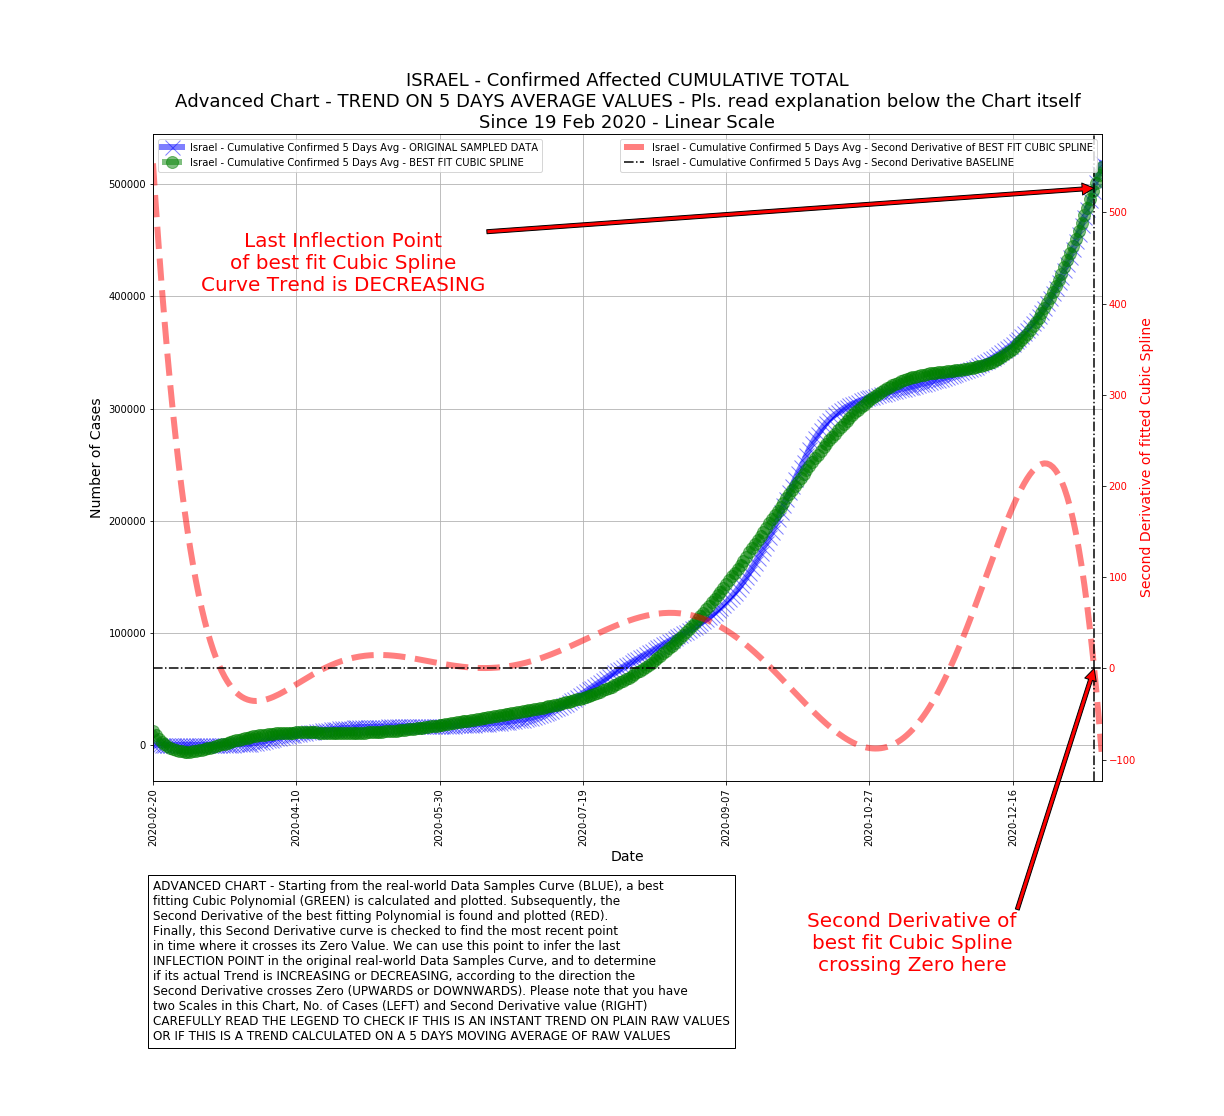 ISRAEL - Confirmed Affected CUMULATIVE TOTAL
Advanced Chart - TREND ON 5 DAYS AVERAGE VALUES - Pls. read explanation below the Chart itself
Since 19 Feb 2020 - Linear Scale
Israel - Cumulative Confirmed 5 Days Avg - ORIGINAL SAMPLED DATA
Israel - Cumulative Confirmed 5 Days Avg - BEST FIT CUBIC SPLINE
Israel - Cumulative Confirmed 5 Days Avg - Second Derivative of BEST FIT CUBIC SPLINE
Israel - Cumulative Confirmed 5 Days Avg - Second Derivative BASELINE
Last Inflection Point
of best fit Cubic Spline
Curve Trend is DECREASING
Number of Cases
500000
400000
300000
200000
100000
0
Second Derivative of fitted Cubic Spline
500
400
300
200
100
0
−100
2020-02-20
2020-04-10
2020-05-30
2020-07-19
2020-09-07
2020-10-27
2020-12-16
Date
ADVANCED CHART - Starting from the real-world Data Samples Curve (BLUE), a best
fitting Cubic Polynomial (GREEN) is calculated and plotted. Subsequently, the
Second Derivative of the best fitting Polynomial is found and plotted (RED).
Finally, this Second Derivative curve is checked to find the most recent point
in time where it crosses its Zero Value. We can use this point to infer the last
INFLECTION POINT in the original real-world Data Samples Curve, and to determine
if its actual Trend is INCREASING or DECREASING, according to the direction the
Second Derivative crosses Zero (UPWARDS or DOWNWARDS). Please note that you have
two Scales in this Chart, No. of Cases (LEFT) and Second Derivative value (RIGHT)
CAREFULLY READ THE LEGEND TO CHECK IF THIS IS AN INSTANT TREND ON PLAIN RAW VALUES
OR IF THIS IS A TREND CALCULATED ON A 5 DAYS MOVING AVERAGE OF RAW VALUES
Second Derivative of
best fit Cubic Spline
crossing Zero here